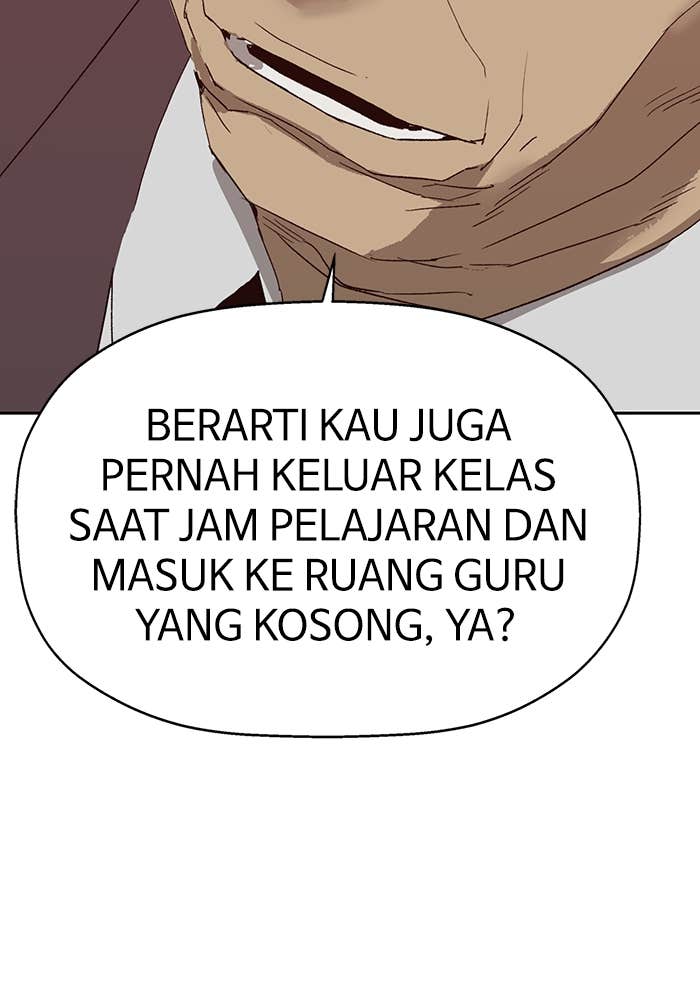 BERARTI KAU JUGA
PERNAH KELUAR KELAS
SAAT JAM PELAJARAN DAN
MASUK KE RUANG GURU
YANG KOSONG, YA?